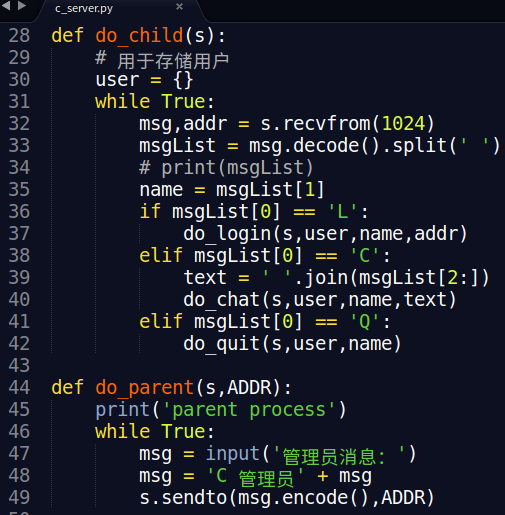 c_server.py
28 def do_child(s):
29     # 用于存储用户
30     user = {}
31     while True:
32         msg,addr = s.recvfrom(1024)
33         msgList = msg.decode().split(' ')
34         # print(msgList)
35         name = msgList[1]
36         if msgList[0] == 'L':
37             do_login(s,user,name,addr)
38         elif msgList[0] == 'C':
39             text = ' '.join(msgList[2:])
40             do_chat(s,user,name,text)
41         elif msgList[0] == 'Q':
42             do_quit(s,user,name)
43
44 def do_parent(s,ADDR):
45     print('parent process')
46     while True:
47         msg = input('管理员消息：')
48         msg = 'C 管理员' + msg
49         s.sendto(msg.encode(),ADDR)